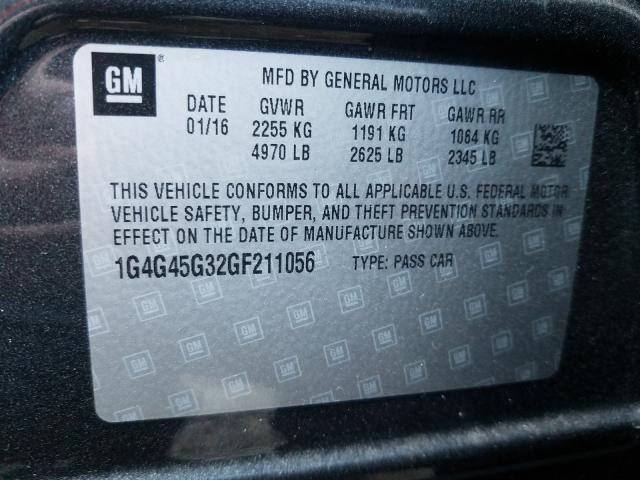 GM ®
MFD BY GENERAL MOTORS LLC
DATE GVWR GAWR FRT GAWR RR
01/16 2255 KG 1191 KG 1064 KG
4970 LB 2625 LB 2345 LB
THIS VEHICLE CONFORMS TO ALL APPLICABLE U.S. FEDERAL MOTOR
VEHICLE SAFETY, BUMPER, AND THEFT PREVENTION STANDARDS IN
EFFECT ON THE DATE OF MANUFACTURE SHOWN ABOVE.
1G4G45G32GF211056 TYPE: PASS CAR